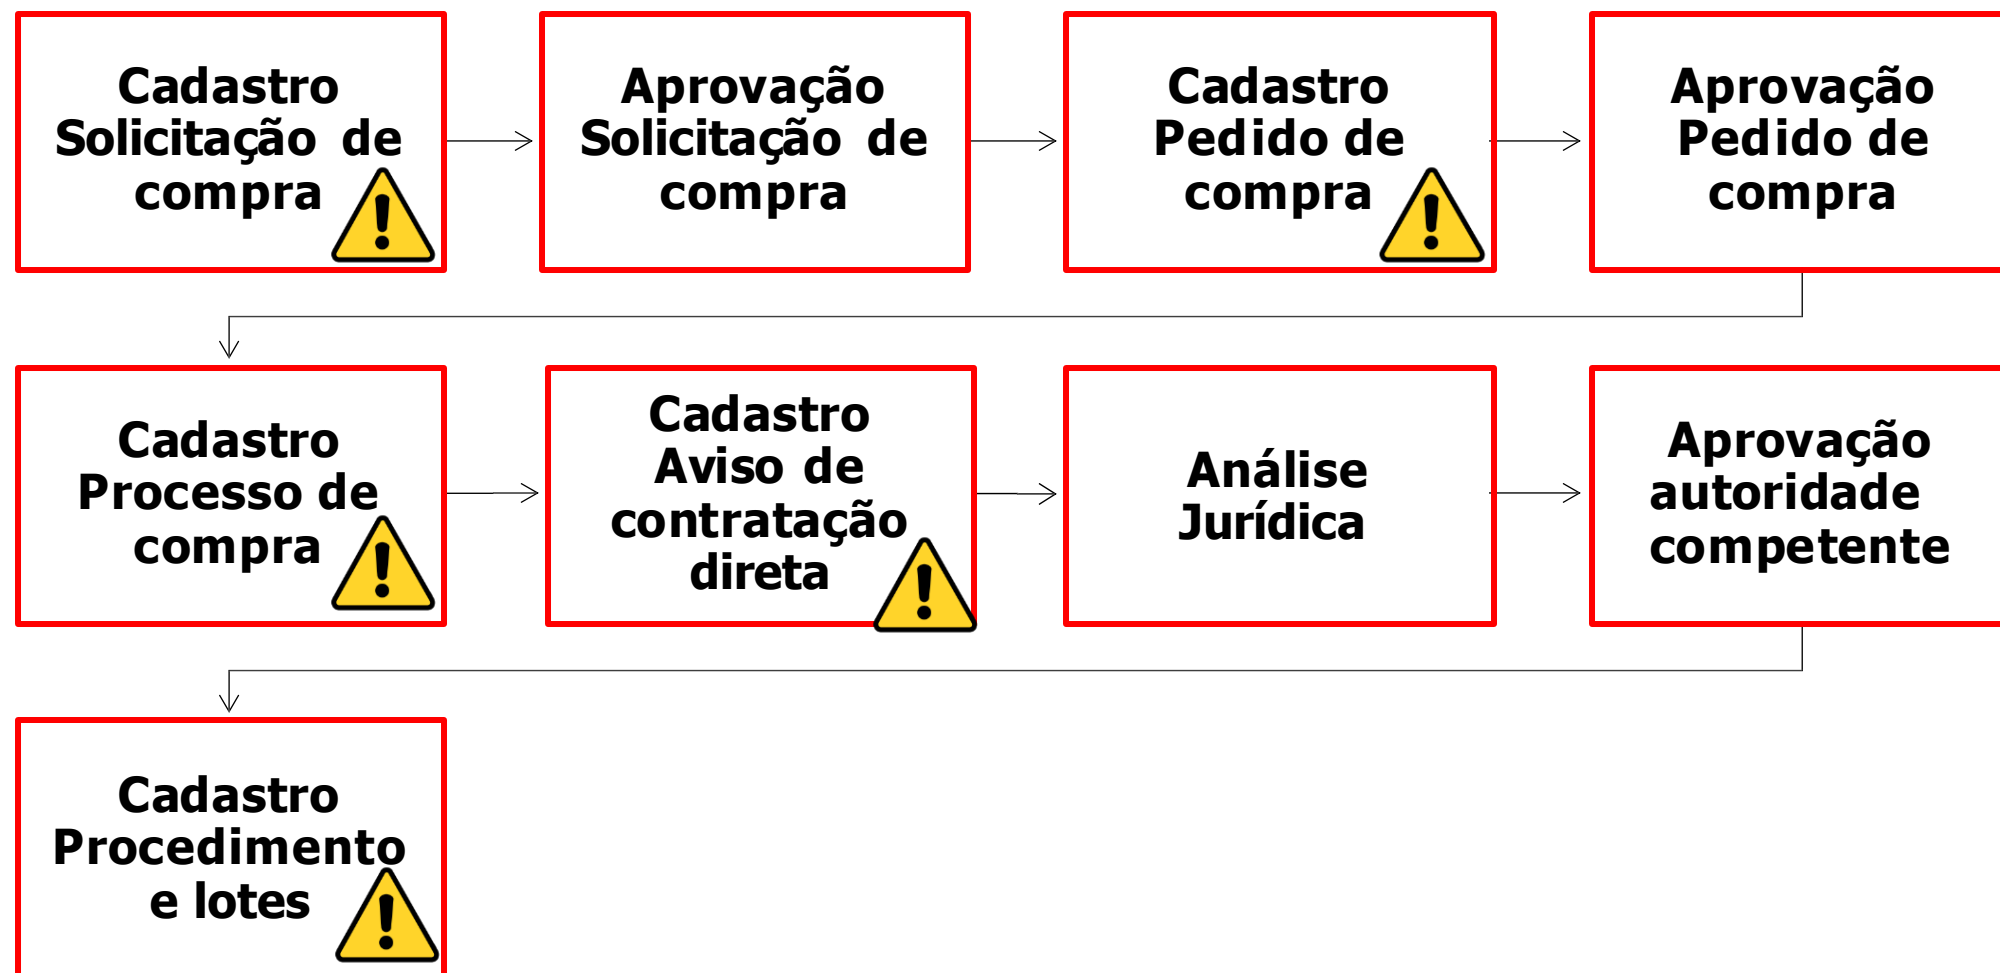 Cadastro
Solicitação de
compra
Aprovação
Solicitação de
compra
Cadastro
Pedido de
compra
Aprovação
Pedido de
compra
Cadastro
Processo de
compra
Cadastro
Aviso de
contratação
direta
Análise
Jurídica
Aprovação
autoridade
competente
Cadastro
Procedimento
e lotes